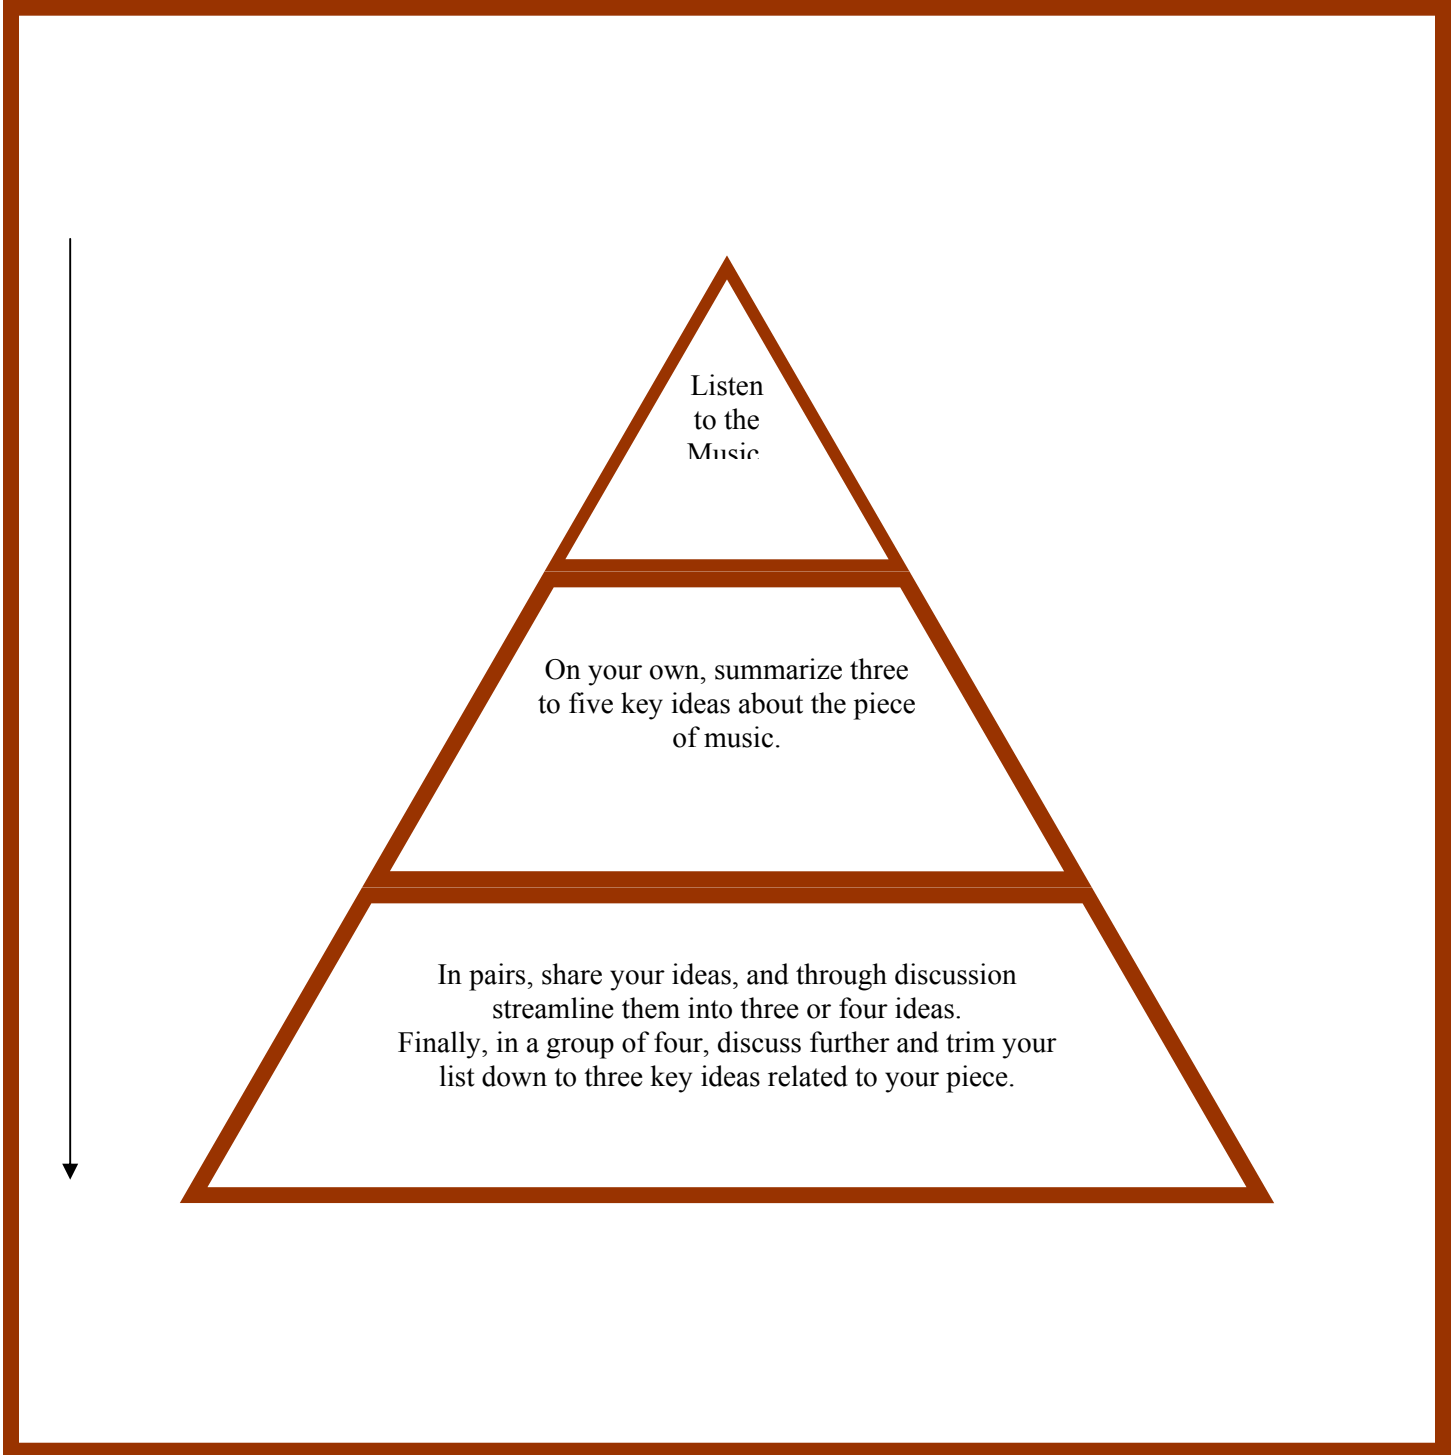 Listen
to the
Music
On your own, summarize three
to five key ideas about the piece
of music.
In pairs, share your ideas, and through discussion
streamline them into three or four ideas.
Finally, in a group of four, discuss further and trim your
list down to three key ideas related to your piece.